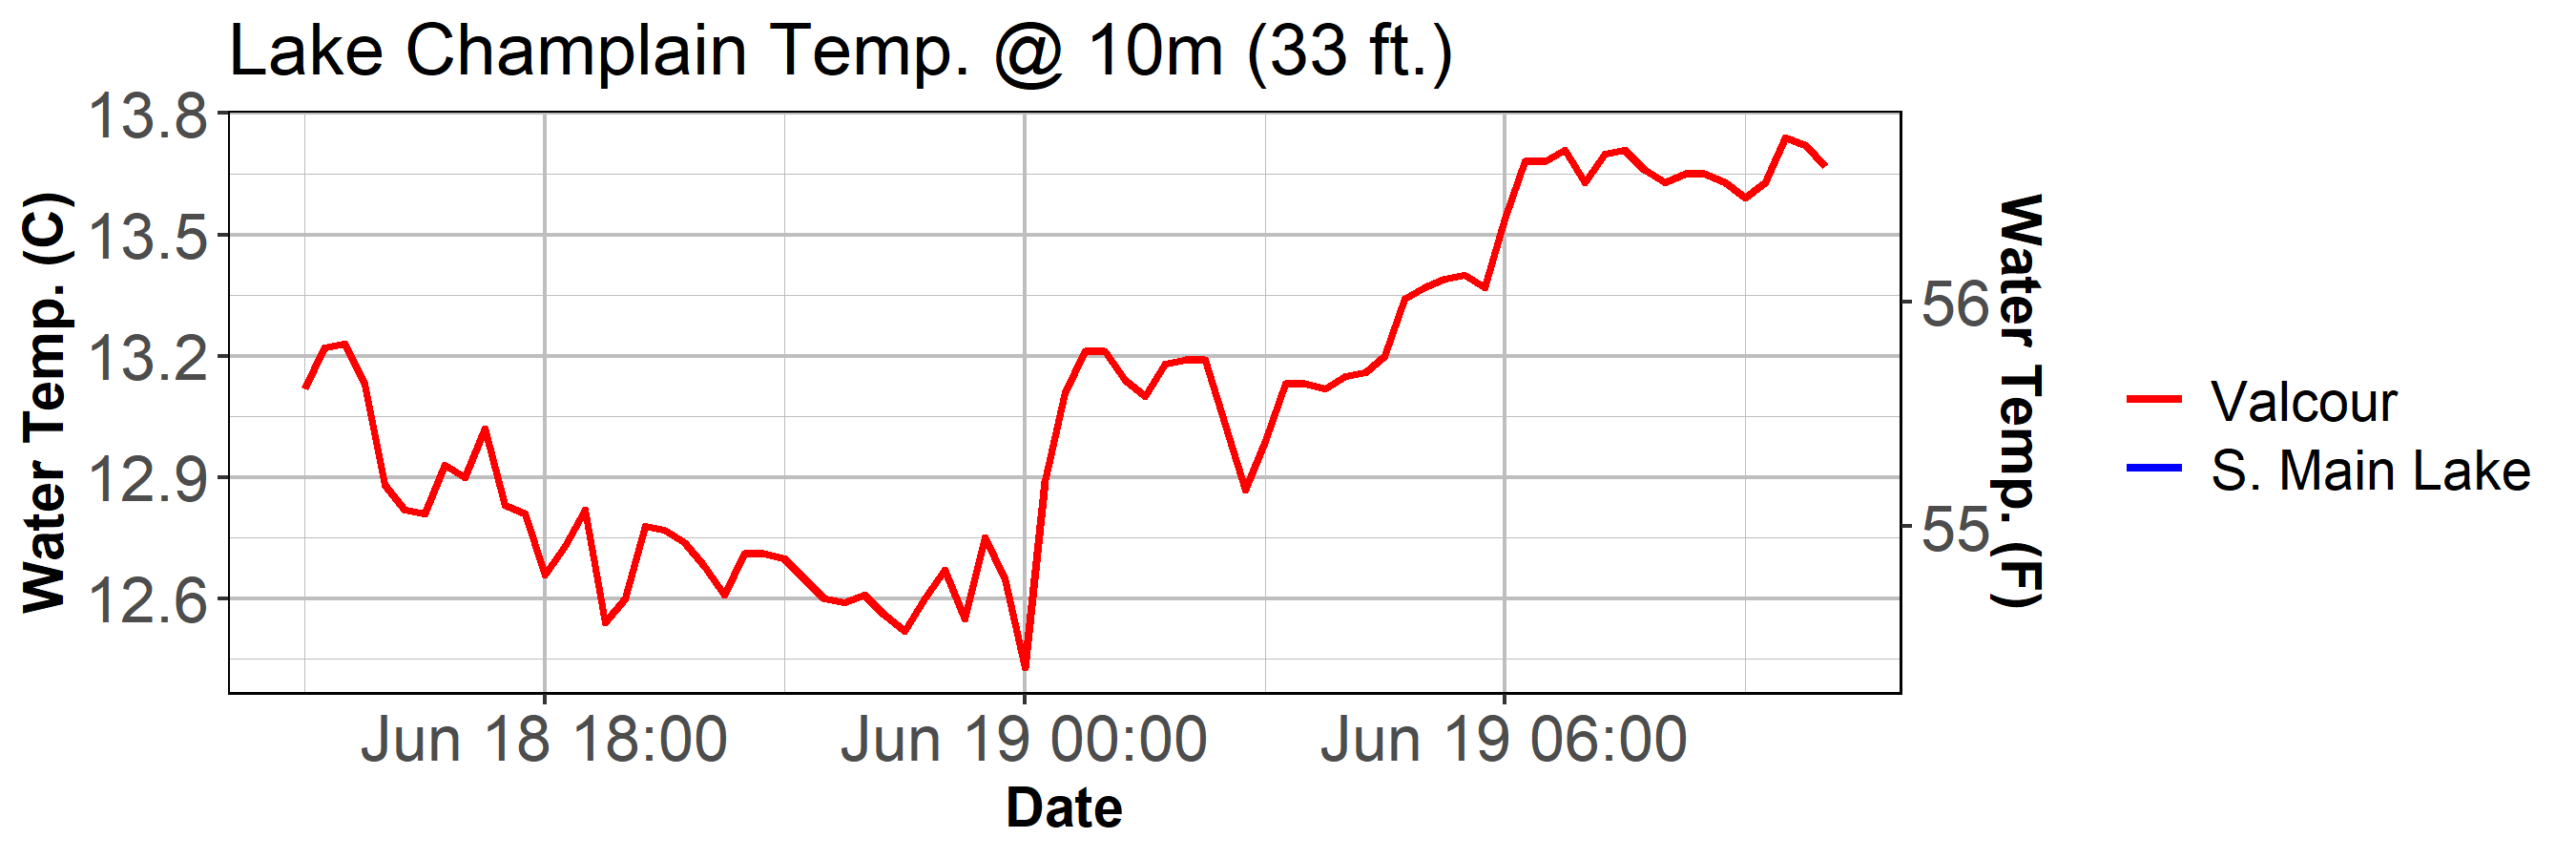 Lake Champlain Temp. @ 10m (33 ft.)
Water Temp. (C)
13.8
13.5
13.2
12.9
12.6
56
55
Water Temp. (F)
Jun 18 18:00
Jun 19 00:00
Jun 19 06:00
Date
Valcour
S. Main Lake